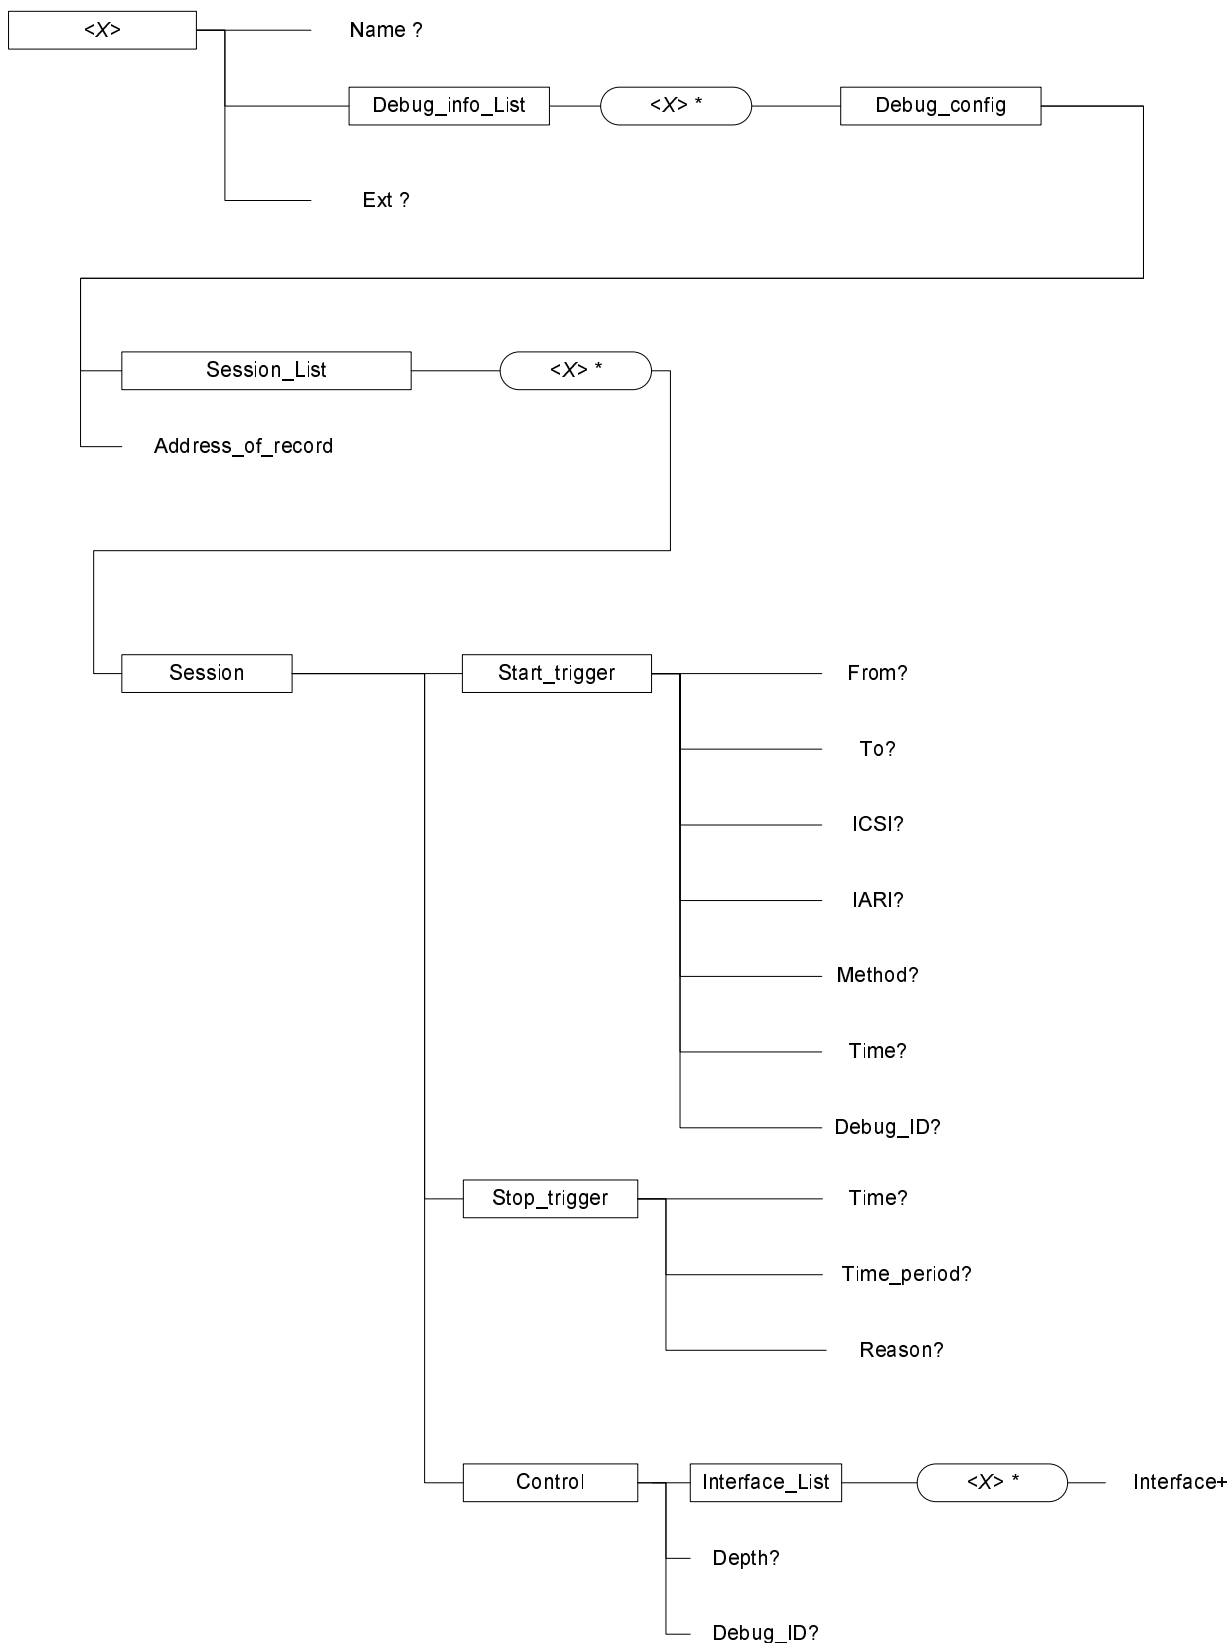 <X>
Name ?
Debug_info_List
<X> *
Debug_config
Ext ?
Session_List
<X> *
Address_of_record
Session
Start_trigger
From?
To?
ICSI?
IARI?
Method?
Time?
Debug_ID?
Stop_trigger
Time?
Time_period?
Reason?
Control
Interface_List
<X> *
Interface+
Depth?
Debug_ID?